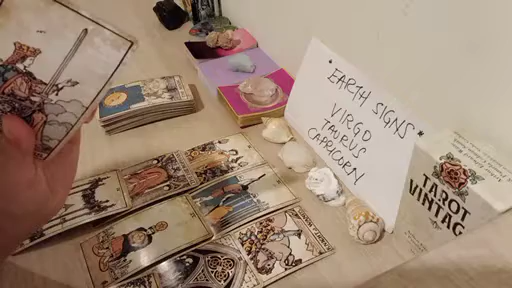 *EARTH SIGNS*
VIRGO
TAURUS
CAPRICORN
TAROT
VINTAG